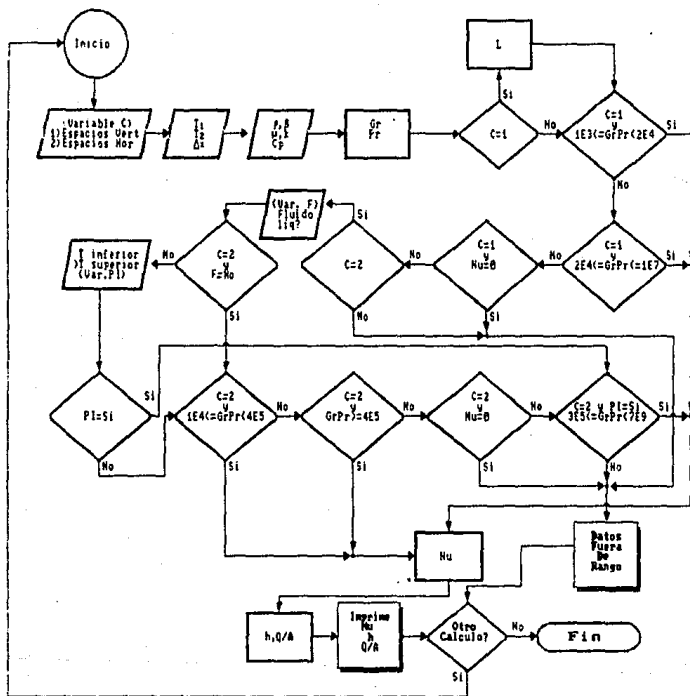 Inicio
(Variable C)
1)Espacios Vert
2)Espacios Hor
T1
T2
Δx
ρ,β
μ,k
Cp
Gr
Pr
C=1
Si
No
L
C=1
y
1E3(=GrPr(2E4
Si
No
C=1
y
2E4(=GrPr(=1E7
Si
No
C=1
y
Nu=0
No
Si
C=2
Si
No
(Var. F)
Fluido
liq?
C=2
y
F=No
No
Si
T inferior
)T superior
(Var.PI)
PI=Si
Si
No
C=2
y
1E4(=GrPr(4E5
No
Si
C=2
y
GrPr)=4E5
No
Si
C=2
y
Nu=0
No
Si
C=2 y PI=Si
y
3E5(=GrPr(7E9
Si
No
Nu
Datos
Fuera
De
Rango
h,Q/A
Imprime
Nu
h
Q/A
Otro
Calculo?
No
Si
Fin